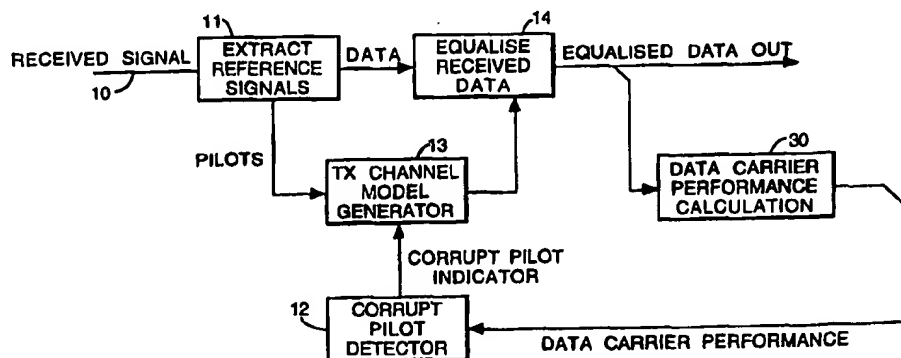 11
14
RECEIVED SIGNAL
10
EXTRACT
REFERENCE
SIGNALS
DATA
EQUALISE
RECEIVED
DATA
EQUALISED DATA OUT
PILOTS
13
TX CHANNEL
MODEL
GENERATOR
30
DATA CARRIER
PERFORMANCE
CALCULATION
CORRUPT PILOT
INDICATOR
12
CORRUPT
PILOT
DETECTOR
DATA CARRIER PERFORMANCE